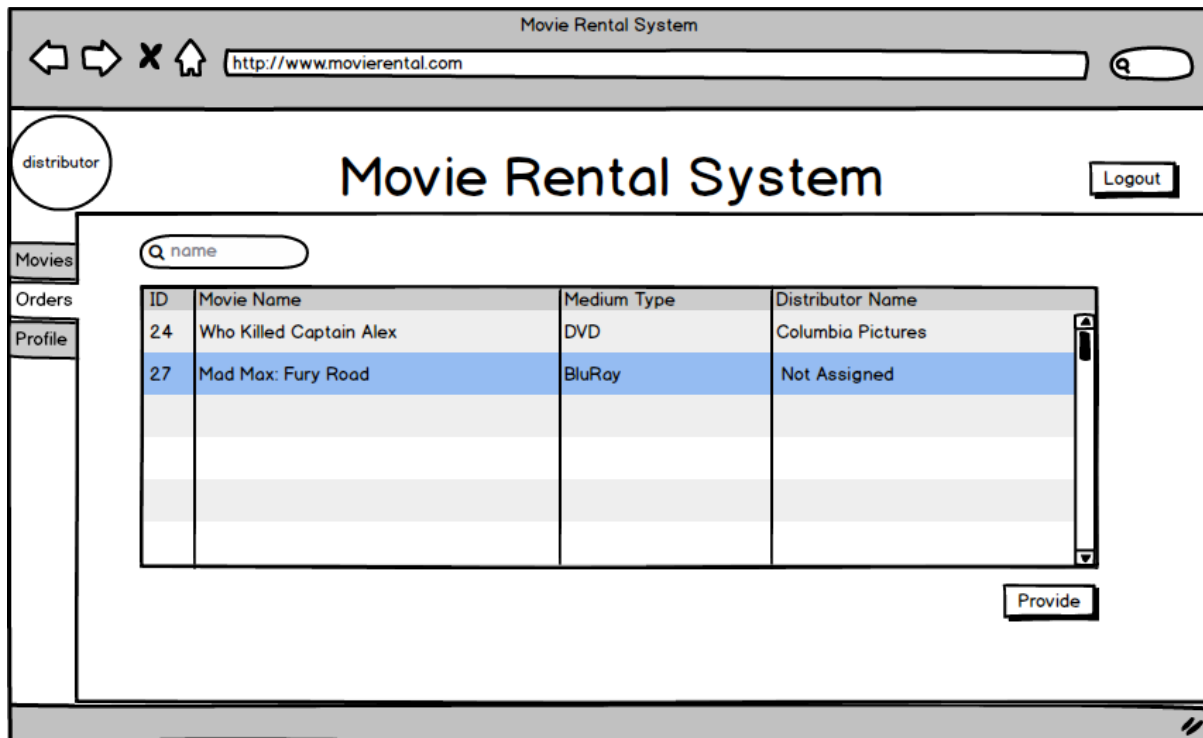 Movie Rental System
http://www.movierental.com
distributor
Movie Rental System
Logout
Movies
Orders
Profile
name
ID Movie Name Medium Type Distributor Name
24 Who Killed Captain Alex DVD Columbia Pictures
27 Mad Max: Fury Road BluRay Not Assigned
Provide